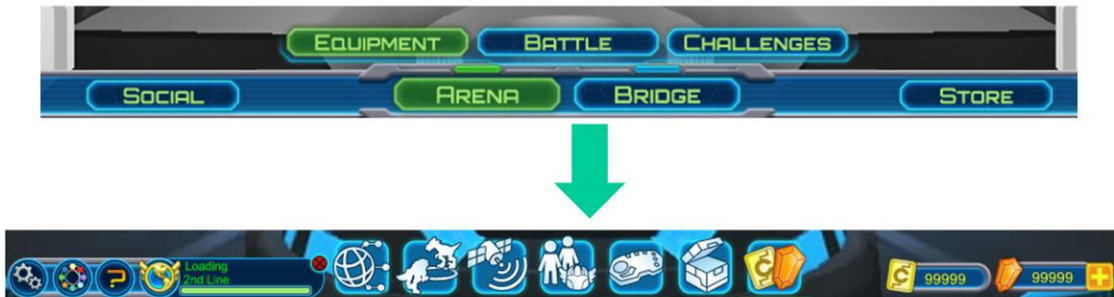 EQUIPMENT BATTLE CHALLENGES
SOCIAL ARENA BRIDGE STORE
Loading
2nd Line
99999 99999